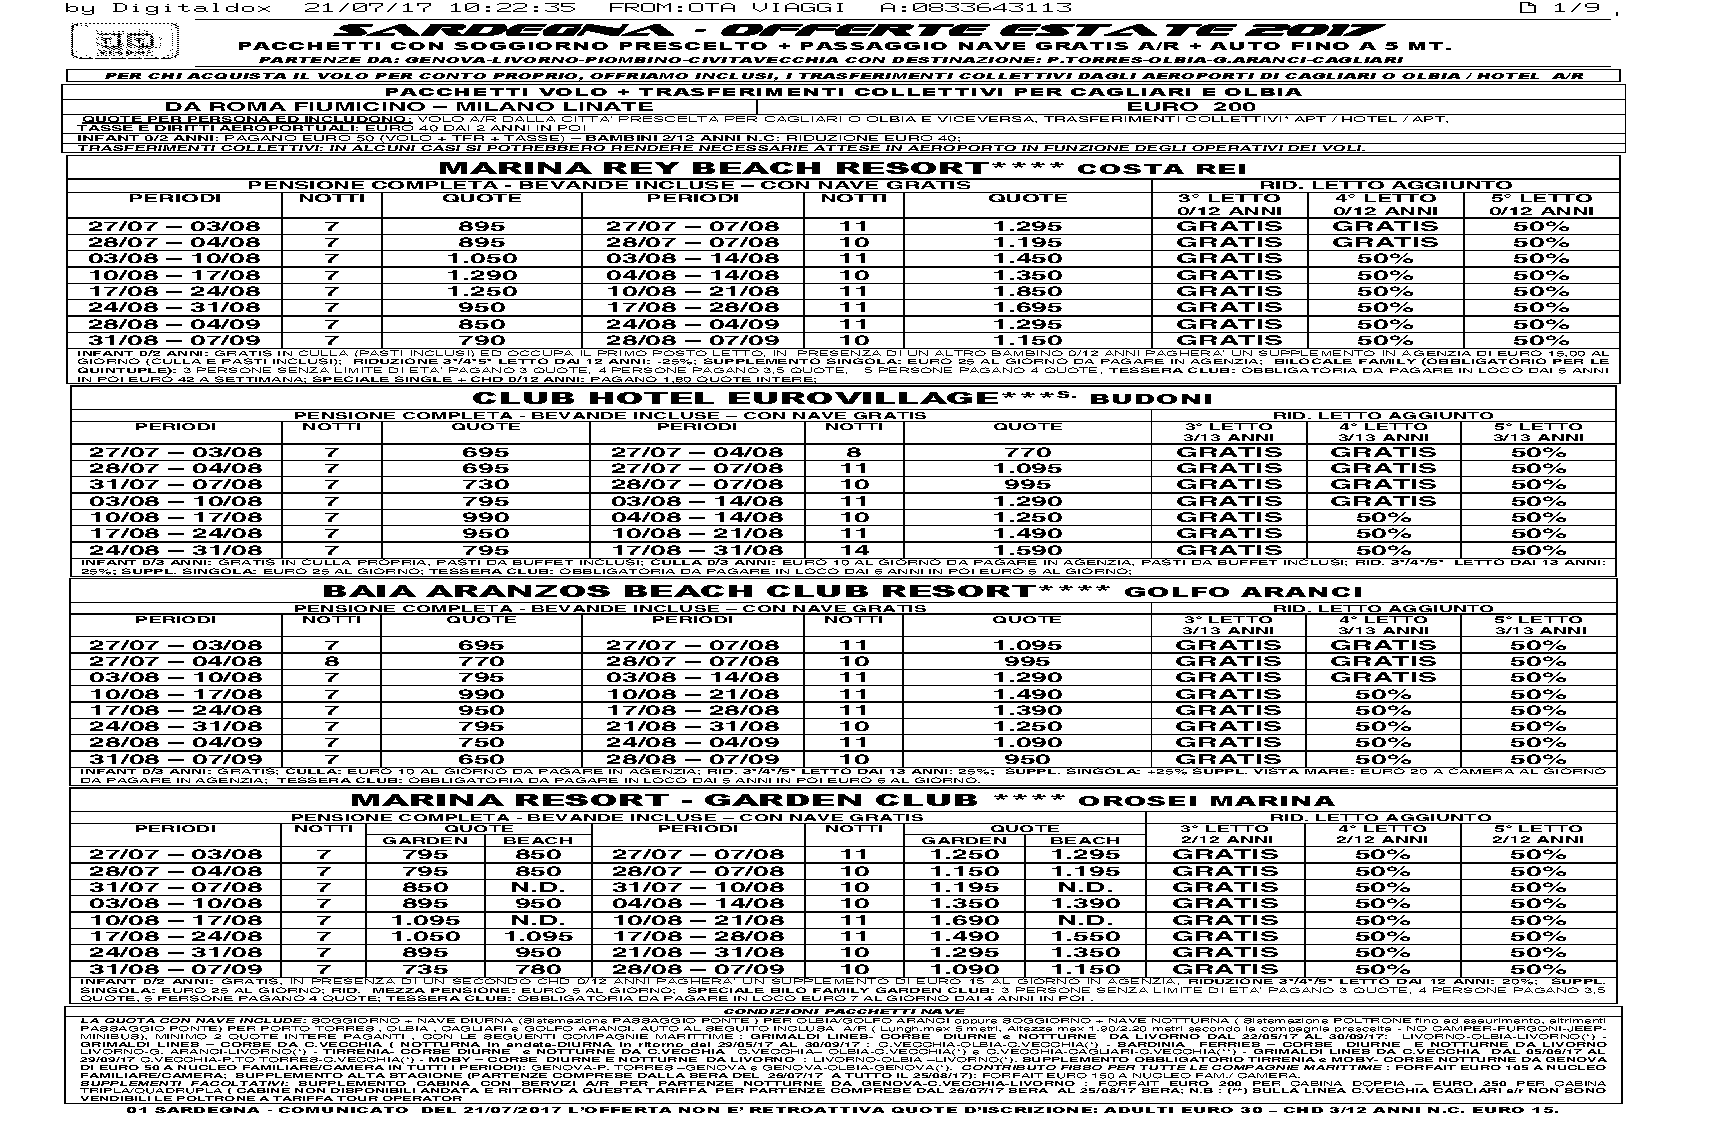 by Digitaldox 21/07/17 10:22:35 FROM:OTA VIAGGI A:0833643113 1/9
SARDEGNA - OFFERTE ESTATE 2017
PACCHETTI CON SOGGIORNO PRESCELTO + PASSAGGIO NAVE GRATIS A/R + AUTO FINO A 5 MT.
PARTENZE DA: GENOVA-LIVORNO-PIOMBINO-CIVITAVECCHIA CON DESTINAZIONE: P.TORRES-OLBIA-G.ARANCI-CAGLIARI
PER CHI ACQUISTA IL VOLO PER CONTO PROPRIO, OFFRIAMO INCLUSI, I TRASFERIMENTI COLLETTIVI DAGLI AEROPORTI DI CAGLIARI O OLBIA / HOTEL A/R
PACCHETTI VOLO + TRASFERIMENTI COLLETTIVI PER CAGLIARI E OLBIA
DA ROMA FIUMICINO – MILANO LINATE EURO 200
QUOTE PER PERSONA ED INCLUDONO: VOLO A/R DALLA CITTA' PRESCELTA PER CAGLIARI O OLBIA E VICEVERSA, TRASFERIMENTI COLLETTIVI* APT / HOTEL / APT,
TASSE E DIRITTI AEROPORTUALI: EURO 40 DAI 2 ANNI IN POI
INFANT 0/2 ANNI: PAGANO EURO 50 (VOLO + TFR + TASSE) – BAMBINI 2/12 ANNI N.C: RIDUZIONE EURO 40;
TRASFERIMENTI COLLETTIVI: IN ALCUNI CASI SI POTREBBERO RENDERE NECESSARIE ATTESE IN AEROPORTO IN FUNZIONE DEGLI OPERATIVI DEI VOLI.
MARINA REY BEACH RESORT**** COSTA REI
PENSIONE COMPLETA - BEVANDE INCLUSE – CON NAVE GRATIS RID. LETTO AGGIUNTO
PERIODI NOTTI QUOTE PERIODI NOTTI QUOTE 3° LETTO 4° LETTO 5° LETTO
0/12 ANNI 0/12 ANNI 0/12 ANNI
27/07 – 03/08 7 895 27/07 – 07/08 11 1.295 GRATIS GRATIS 50%
28/07 – 04/08 7 895 28/07 – 07/08 10 1.195 GRATIS GRATIS 50%
03/08 – 10/08 7 1.050 03/08 – 14/08 11 1.450 GRATIS 50% 50%
10/08 – 17/08 7 1.290 04/08 – 14/08 10 1.350 GRATIS 50% 50%
17/08 – 24/08 7 1.250 10/08 – 21/08 11 1.850 GRATIS 50% 50%
24/08 – 31/08 7 950 17/08 – 28/08 11 1.695 GRATIS 50% 50%
28/08 – 04/09 7 850 24/08 – 04/09 11 1.295 GRATIS 50% 50%
31/08 – 07/09 7 790 28/08 – 07/09 10 1.150 GRATIS 50% 50%
INFANT 0/2 ANNI: GRATIS IN CULLA (PASTI INCLUSI) ED OCCUPA IL PRIMO POSTO LETTO, IN PRESENZA DI UN ALTRO BAMBINO 0/12 ANNI PAGHERA' UN SUPPLEMENTO IN AGENZIA DI EURO 15,00 AL
GIORNO (CULLA E PASTI INCLUSI); RIDUZIONE 3°/4°/5° LETTO DAI 12 ANNI: -25%; SUPPLEMENTO SINGOLA: EURO 25 AL GIORNO DA PAGARE IN AGENZIA; BILOCALE FAMILY (OBBLIGATORIO PER LE
QUINTUPLE): 3 PERSONE SENZA LIMITE DI ETA' PAGANO 3 QUOTE, 4 PERSONE PAGANO 3,5 QUOTE, 5 PERSONE PAGANO 4 QUOTE, TESSERA CLUB: OBBLIGATORIA DA PAGARE IN LOCO DAI 5 ANNI
IN POI EURO 42 A SETTIMANA; SPECIALE SINGLE + CHD 0/12 ANNI: PAGANO 1,80 QUOTE INTERE;
CLUB HOTEL EUROVILLAGE***S. BUDONI
PENSIONE COMPLETA - BEVANDE INCLUSE – CON NAVE GRATIS RID. LETTO AGGIUNTO
PERIODI NOTTI QUOTE PERIODI NOTTI QUOTE 3° LETTO 4° LETTO 5° LETTO
3/13 ANNI 3/13 ANNI 3/13 ANNI
27/07 – 03/08 7 695 27/07 – 04/08 8 770 GRATIS GRATIS 50%
28/07 – 04/08 7 695 27/07 – 07/08 11 1.095 GRATIS GRATIS 50%
31/07 – 07/08 7 730 28/07 – 07/08 10 995 GRATIS GRATIS 50%
03/08 – 10/08 7 795 03/08 – 14/08 11 1.290 GRATIS GRATIS 50%
10/08 – 17/08 7 990 04/08 – 14/08 10 1.250 GRATIS 50% 50%
17/08 – 24/08 7 950 10/08 – 21/08 11 1.490 GRATIS 50% 50%
24/08 – 31/08 7 795 17/08 – 31/08 14 1.590 GRATIS 50% 50%
INFANT 0/3 ANNI: GRATIS IN CULLA PROPRIA, PASTI DA BUFFET INCLUSI; CULLA 0/3 ANNI: EURO 10 AL GIORNO DA PAGARE IN AGENZIA, PASTI DA BUFFET INCLUSI; RID. 3°/4°/5° LETTO DAI 13 ANNI:
25%; SUPPL. SINGOLA: EURO 25 AL GIORNO; TESSERA CLUB: OBBLIGATORIA DA PAGARE IN LOCO DAI 5 ANNI IN POI EURO 5 AL GIORNO;
BAIA ARANZOS BEACH CLUB RESORT**** GOLFO ARANCI
PENSIONE COMPLETA - BEVANDE INCLUSE – CON NAVE GRATIS RID. LETTO AGGIUNTO
PERIODI NOTTI QUOTE PERIODI NOTTI QUOTE 3° LETTO 4° LETTO 5° LETTO
3/13 ANNI 3/13 ANNI 3/13 ANNI
27/07 – 03/08 7 695 27/07 – 07/08 11 1.095 GRATIS GRATIS 50%
27/07 – 04/08 8 770 28/07 – 07/08 10 995 GRATIS GRATIS 50%
03/08 – 10/08 7 795 03/08 – 14/08 11 1.290 GRATIS GRATIS 50%
10/08 – 17/08 7 990 10/08 – 21/08 11 1.490 GRATIS 50% 50%
17/08 – 24/08 7 950 17/08 – 28/08 11 1.390 GRATIS 50% 50%
24/08 – 31/08 7 795 21/08 – 31/08 10 1.250 GRATIS 50% 50%
28/08 – 04/09 7 750 24/08 – 04/09 11 1.090 GRATIS 50% 50%
31/08 – 07/09 7 650 28/08 – 07/09 10 950 GRATIS 50% 50%
INFANT 0/3 ANNI: GRATIS; CULLA: EURO 10 AL GIORNO DA PAGARE IN AGENZIA; RID. 3°/4°/5° LETTO DAI 13 ANNI: 25%; SUPPL. SINGOLA: +25% SUPPL. VISTA MARE: EURO 20 A CAMERA AL GIORNO
DA PAGARE IN AGENZIA; TESSERA CLUB: OBBLIGATORIA DA PAGARE IN LOCO DAI 5 ANNI IN POI EURO 6 AL GIORNO.
MARINA RESORT - GARDEN CLUB **** OROSEI MARINA
PENSIONE COMPLETA - BEVANDE INCLUSE – CON NAVE GRATIS RID. LETTO AGGIUNTO
PERIODI NOTTI QUOTE PERIODI NOTTI QUOTE 3° LETTO 4° LETTO 5° LETTO
GARDEN BEACH GARDEN BEACH 2/12 ANNI 2/12 ANNI 2/12 ANNI
27/07 – 03/08 7 795 850 27/07 – 07/08 11 1.250 1.295 GRATIS 50% 50%
28/07 – 04/08 7 795 850 28/07 – 07/08 10 1.150 1.195 GRATIS 50% 50%
31/07 – 07/08 7 850 N.D. 31/07 – 10/08 10 1.195 N.D. GRATIS 50% 50%
03/08 – 10/08 7 895 950 04/08 – 14/08 10 1.350 1.390 GRATIS 50% 50%
10/08 – 17/08 7 1.095 N.D. 10/08 – 21/08 11 1.690 N.D. GRATIS 50% 50%
17/08 – 24/08 7 1.050 1.095 17/08 – 28/08 11 1.490 1.550 GRATIS 50% 50%
24/08 – 31/08 7 895 950 21/08 – 31/08 10 1.295 1.350 GRATIS 50% 50%
31/08 – 07/09 7 735 780 28/08 – 07/09 10 1.090 1.150 GRATIS 50% 50%
INFANT 0/2 ANNI: GRATIS, IN PRESENZA DI UN SECONDO CHD 0/12 ANNI PAGHERA' UN SUPPLEMENTO DI EURO 15 AL GIORNO IN AGENZIA, RIDUZIONE 3°/4°/5° LETTO DAI 12 ANNI: 20%; SUPPL.
SINGOLA: EURO 25 AL GIORNO; RID. MEZZA PENSIONE: EURO 5 AL GIORNO; SPECIALE BILO FAMILY GARDEN CLUB: 3 PERSONE SENZA LIMITE DI ETA' PAGANO 3 QUOTE, 4 PERSONE PAGANO 3,5
QUOTE, 5 PERSONE PAGANO 4 QUOTE; TESSERA CLUB: OBBLIGATORIA DA PAGARE IN LOCO EURO 7 AL GIORNO DAI 4 ANNI IN POI .
CONDIZIONI PACCHETTI NAVE
LA QUOTA CON NAVE INCLUDE: SOGGIORNO + NAVE DIURNA (Sistemazione PASSAGGIO PONTE ) PER OLBIA/GOLFO ARANCI oppure SOGGIORNO + NAVE NOTTURNA ( Sistemazione POLTRONE fino ad esaurimento, altrimenti
PASSAGGIO PONTE) PER PORTO TORRES , OLBIA , CAGLIARI e GOLFO ARANCI. AUTO AL SEGUITO INCLUSA A/R ( Lungh.max 5 metri, Altezze max 1.90/2.20 metri secondo le compagnie prescelte - NO CAMPER-FURGONI-JEEP-
MINIBUS), MINIMO 2 QUOTE INTERE PAGANTI , CON LE SEGUENTI COMPAGNIE MARITTIME : GRIMALDI LINES- CORSE DIURNE e NOTTURNE DA LIVORNO DAL 22/05/17 AL 30/09/17: LIVORNO-OLBIA-LIVORNO(*) -
GRIMALDI LINES – CORSE DA C.VECCHIA ( NOTTURNA in andata-DIURNA in ritorno dal 29/05/17 AL 30/09/17 : C.VECCHIA-OLBIA-C.VECCHIA(*) - SARDINIA FERRIES – CORSE DIURNE E NOTTURNE DA LIVORNO :
LIVORNO-G. ARANCI-LIVORNO(*) - TIRRENIA- CORSE DIURNE e NOTTURNE DA C.VECCHIA C.VECCHIA– OLBIA-C.VECCHIA(*) e C.VECCHIA-CAGLIARI-C.VECCHIA(**) - GRIMALDI LINES DA C.VECCHIA DAL 05/06/17 AL
29/09/17 C.VECCHIA-P.TO TORRES-C.VECCHIA(*) - MOBY – CORSE DIURNE E NOTTURNE DA LIVORNO : LIVORNO-OLBIA –LIVORNO(*). SUPPLEMENTO OBBLIGATORIO TIRRENIA e MOBY- CORSE NOTTURNE DA GENOVA
DI EURO 50 A NUCLEO FAMILIARE/CAMERA IN TUTTI I PERIODI): GENOVA-P. TORRES –GENOVA e GENOVA-OLBIA-GENOVA(*). CONTRIBUTO FISSO PER TUTTE LE COMPAGNIE MARITTIME : FORFAIT EURO 105 A NUCLEO
FAMILIARE/CAMERA; SUPPLEMENTO ALTA STAGIONE (PARTENZE COMPRESE DALLA SERA DEL 26/07/17 A TUTTO IL 25/08/17): FORFAIT EURO 150 A NUCLEO FAM./ CAMERA.
SUPPLEMENTI FACOLTATIVI: SUPPLEMENTO CABINA CON SERVIZI A/R PER PARTENZE NOTTURNE DA GENOVA-C.VECCHIA-LIVORNO : FORFAIT EURO 200 PER CABINA DOPPIA – EURO 250 PER CABINA
TRIPLA/QUADRUPLA ( CABINE NON DISPONIBILI ANDATA E RITORNO A QUESTA TARIFFA PER PARTENZE COMPRESE DAL 26/07/17 SERA AL 25/08/17 SERA; N.B : (**) SULLA LINEA C.VECCHIA CAGLIARI a/r NON SONO
VENDIBILI LE POLTRONE A TARIFFA TOUR OPERATOR
01 SARDEGNA - COMUNICATO DEL 21/07/2017 L'OFFERTA NON E' RETROATTIVA QUOTE D'ISCRIZIONE: ADULTI EURO 30 – CHD 3/12 ANNI N.C. EURO 15.